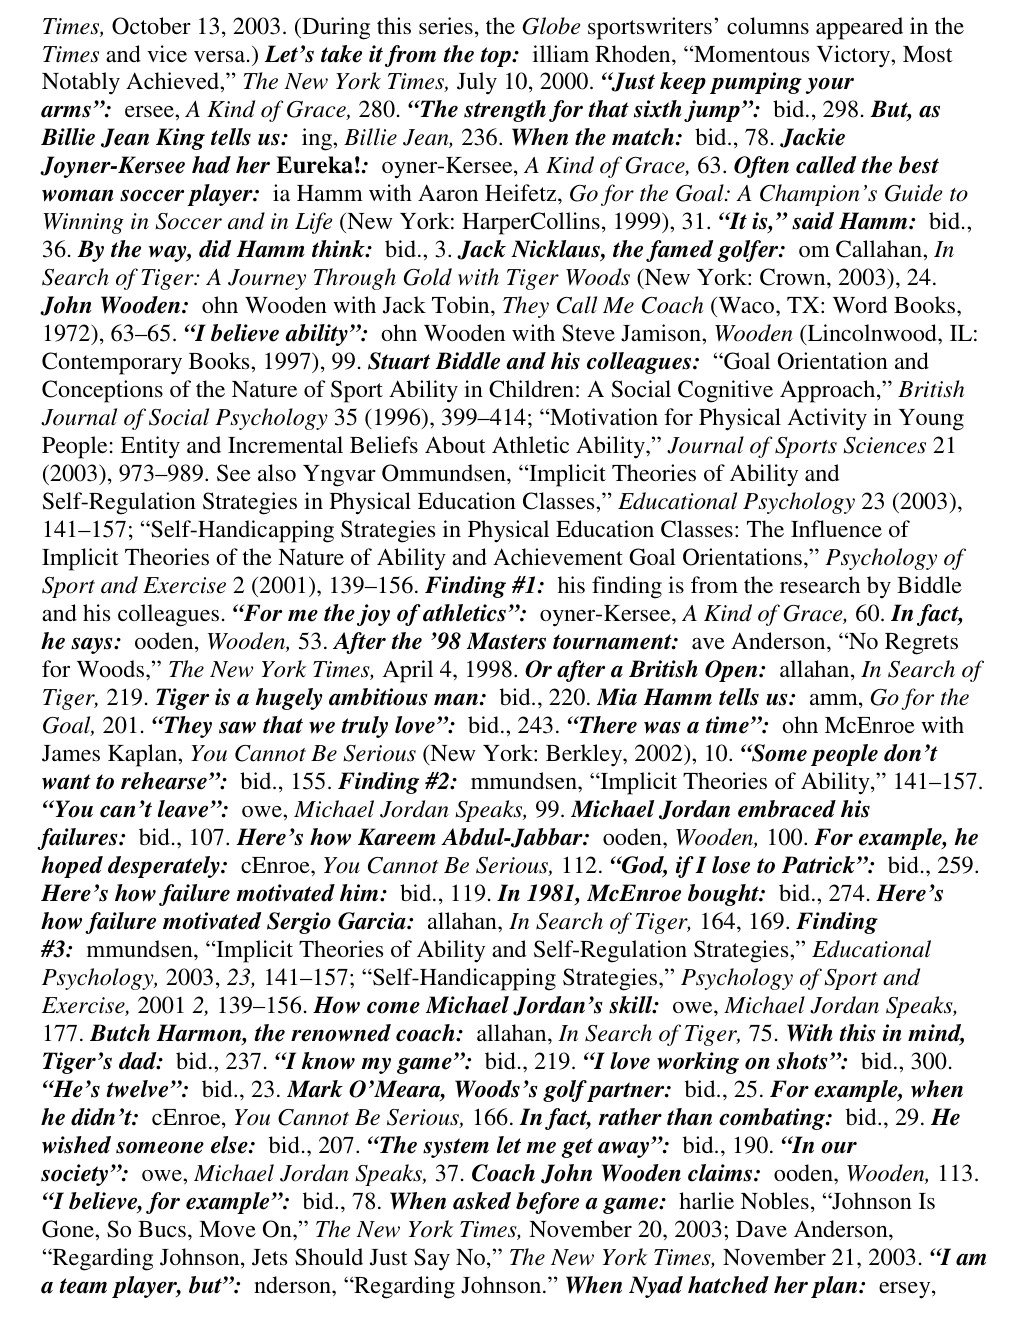 Times, October 13, 2003. (During this series, the Globe sportswriters’ columns appeared in the
Times and vice versa.) Let’s take it from the top: illiam Rhoden, “Momentous Victory, Most
Notably Achieved,” The New York Times, July 10, 2000. “Just keep pumping your
arms”: ersee, A Kind of Grace, 280. “The strength for that sixth jump”: bid., 298. But, as
Billie Jean King tells us: ing, Billie Jean, 236. When the match: bid., 78. Jackie
Joyner-Kersee had her Eureka!: oyner-Kersee, A Kind of Grace, 63. Often called the best
woman soccer player: ia Hamm with Aaron Heifetz, Go for the Goal: A Champion’s Guide to
Winning in Soccer and in Life (New York: HarperCollins, 1999), 31. “It is,” said Hamm: bid.,
36. By the way, did Hamm think: bid., 3. Jack Nicklaus, the famed golfer: om Callahan, In
Search of Tiger: A Journey Through Gold with Tiger Woods (New York: Crown, 2003), 24.
John Wooden: ohn Wooden with Jack Tobin, They Call Me Coach (Waco, TX: Word Books,
1972), 63–65. “I believe ability”: ohn Wooden with Steve Jamison, Wooden (Lincolnwood, IL:
Contemporary Books, 1997), 99. Stuart Biddle and his colleagues: “Goal Orientation and
Conceptions of the Nature of Sport Ability in Children: A Social Cognitive Approach,” British
Journal of Social Psychology 35 (1996), 399–414; “Motivation for Physical Activity in Young
People: Entity and Incremental Beliefs About Athletic Ability,” Journal of Sports Sciences 21
(2003), 973–989. See also Yngvar Ommundsen, “Implicit Theories of Ability and
Self-Regulation Strategies in Physical Education Classes,” Educational Psychology 23 (2003),
141–157; “Self-Handicapping Strategies in Physical Education Classes: The Influence of
Implicit Theories of the Nature of Ability and Achievement Goal Orientations,” Psychology of
Sport and Exercise 2 (2001), 139–156. Finding #1: his finding is from the research by Biddle
and his colleagues. “For me the joy of athletics”: oyner-Kersee, A Kind of Grace, 60. In fact,
he says: ooden, Wooden, 53. After the ’98 Masters tournament: ave Anderson, “No Regrets
for Woods,” The New York Times, April 4, 1998. Or after a British Open: allahan, In Search of
Tiger, 219. Tiger is a hugely ambitious man: bid., 220. Mia Hamm tells us: amm, Go for the
Goal, 201. “They saw that we truly love”: bid., 243. “There was a time”: ohn McEnroe with
James Kaplan, You Cannot Be Serious (New York: Berkley, 2002), 10. “Some people don’t
want to rehearse”: bid., 155. Finding #2: mmundsen, “Implicit Theories of Ability,” 141–157.
“You can’t leave”: owe, Michael Jordan Speaks, 99. Michael Jordan embraced his
failures: bid., 107. Here’s how Kareem Abdul-Jabbar: ooden, Wooden, 100. For example, he
hoped desperately: cEnroe, You Cannot Be Serious, 112. “God, if I lose to Patrick”: bid., 259.
Here’s how failure motivated him: bid., 119. In 1981, McEnroe bought: bid., 274. Here’s
how failure motivated Sergio Garcia: allahan, In Search of Tiger, 164, 169. Finding
#3: mmundsen, “Implicit Theories of Ability and Self-Regulation Strategies,” Educational
Psychology, 2003, 23, 141–157; “Self-Handicapping Strategies,” Psychology of Sport and
Exercise, 2001 2, 139–156. How come Michael Jordan’s skill: owe, Michael Jordan Speaks,
177. Butch Harmon, the renowned coach: allahan, In Search of Tiger, 75. With this in mind,
Tiger’s dad: bid., 237. “I know my game”: bid., 219. “I love working on shots”: bid., 300.
“He’s twelve”: bid., 23. Mark O’Meara, Woods’s golf partner: bid., 25. For example, when
he didn’t: cEnroe, You Cannot Be Serious, 166. In fact, rather than combating: bid., 29. He
wished someone else: bid., 207. “The system let me get away”: bid., 190. “In our
society”: owe, Michael Jordan Speaks, 37. Coach John Wooden claims: ooden, Wooden, 113.
“I believe, for example”: bid., 78. When asked before a game: harlie Nobles, “Johnson Is
Gone, So Bucs, Move On,” The New York Times, November 20, 2003; Dave Anderson,
“Regarding Johnson, Jets Should Just Say No,” The New York Times, November 21, 2003. “I am
a team player, but”: nderson, “Regarding Johnson.” When Nyad hatched her plan: ersey,